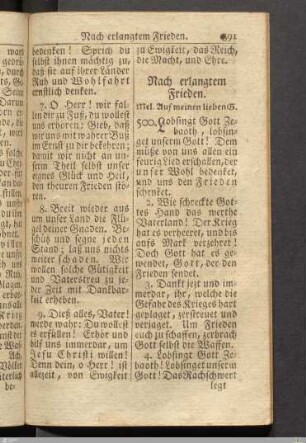 Nach erlangtem Frieden. 691
bedenken! Sprich du
selbst ihnen mächtig zu,
daß sie auf ihrer Länder
Ruh und Wohlfahrt
ernstlich denken.
7. O Herr! wir fal-
len dir zu Fuß, du wollest
uns erhören; Gieb, daß
wir uns mit wahrer Buß
im Ernst zu dir bekehren;
damit wir nicht an un-
serm Theil selbst unser
eignes Glück und Heil,
den theuren Frieden stö-
ren.
8. Breit wieder aus
um unser Land die Flü-
gel deiner Gnaden. Be-
schütz und segne jeden
Stand; laß uns nichts
weiter schaden. Wir
wollen solche Gütigkeit
und Vaterstreu zu je-
der Zeit mit Dankbar-
keit erheben.
9. Dieß alles, Vater!
werde wahr: Du wollest
es erfüllen! Erhör und
hilf uns immerdar, um
Jesu Christi willen!
Denn dein, o Herr! ist
allezeit, von Ewigkeit
zu Ewigkeit, das Reich,
die Macht, und Ehre.
Nach erlangtem
Frieden.
Mel. Auf meinen lieben G.
500. Lobsingt Gott Ze-
baoth, lobsin-
get unserm Gott! Dem
müße von uns allen ein
feurig Lied erschallen, der
unser Wohl bedenket,
und uns den Frieden
schenket.
2. Wie schreckte Got-
tes Hand das werthe
Vaterland! Der Krieg
hat es verheeret, und bis
aufs Mark verzehret!
Doch Gott hat es ge-
wendet, Gott, der den
Frieden sendet.
3. Dankt jezt und im-
merdar, ihr, welche die
Gefahr des Krieges hart
geplaget, zerstreuet und
verjaget. Um Frieden
euch zu schaffen, zerbrach
Gott selbst die Waffen.
4. Lobsingt Gott Ze-
baoth! Lobsinget unserm
Gott! Das Rachschwert
legt